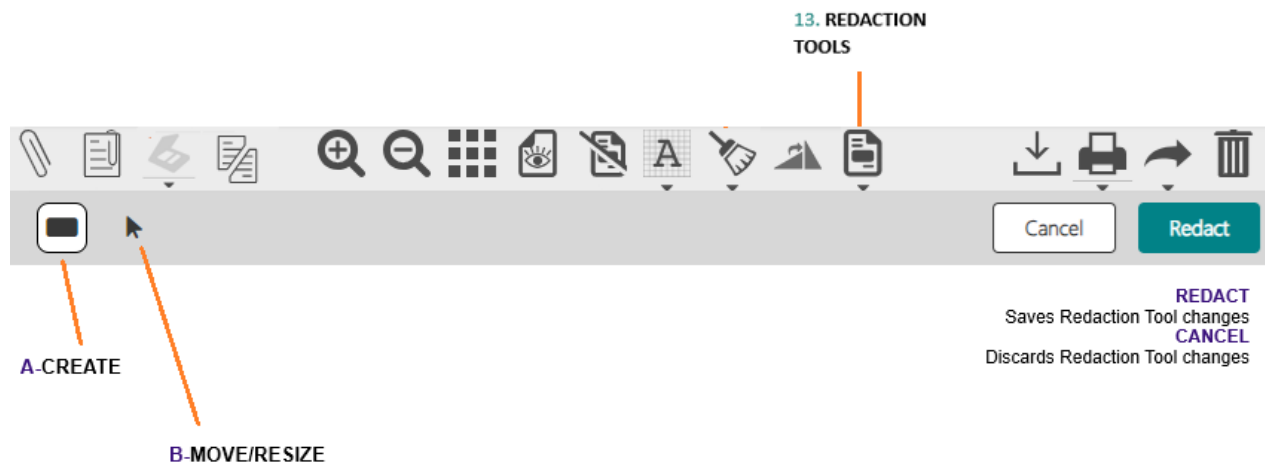 13. REDACTION
TOOLS
A
Cancel
Redact
REDACT
Saves Redaction Tool changes
CANCEL
Discards Redaction Tool changes
A-CREATE
B-MOVE/RESIZE